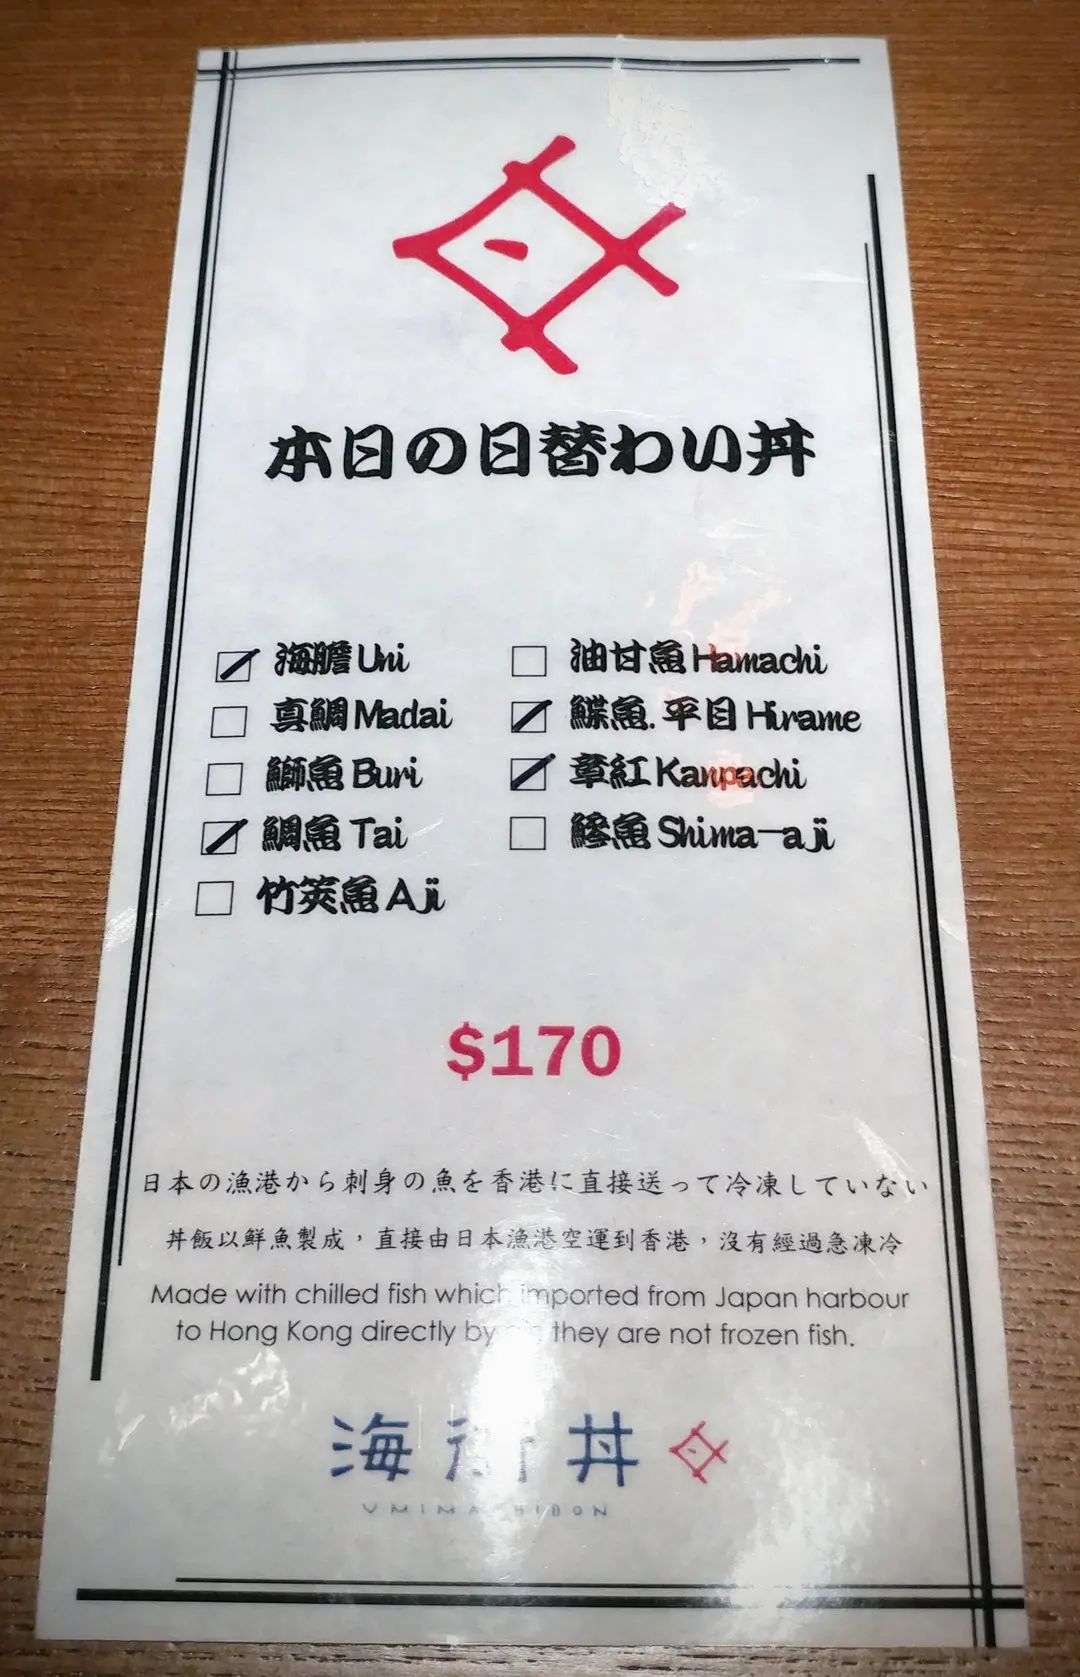 本日の日替わい丼
海膽 Uni
真鯛 Madai
鰤魚 Buri
鯛魚 Tai
竹筴魚 Aji
油甘魚 Hamachi
鰈魚. 平目 Hirame
章紅 Kanpachi
鰺魚 Shima-aji
$170
日本の漁港から刺身の魚を香港に直接送って冷凍していない
丼飯以鮮魚製成，直接由日本漁港空運到香港，沒有經過急凍冷
Made with chilled fish which imported from Japan harbour
to Hong Kong directly by they are not frozen fish.
海 丼